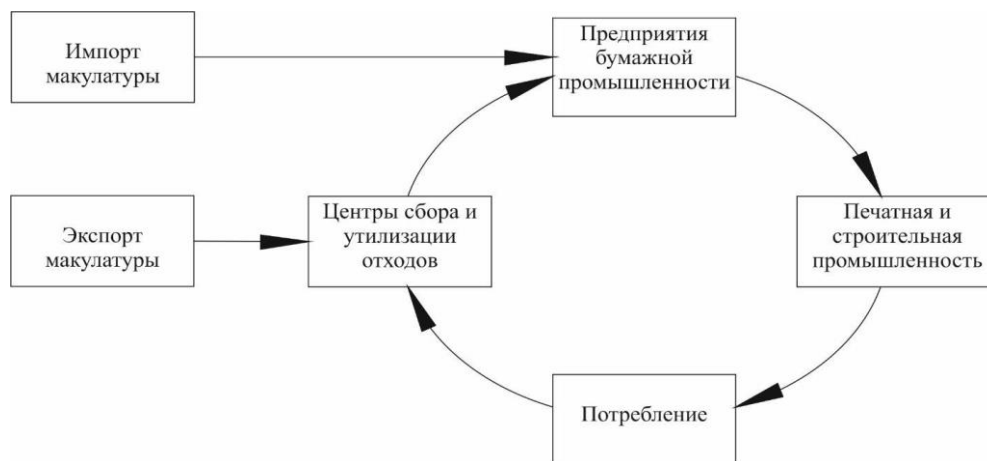 Импорт
макулатуры
Предприятия
бумажной
промышленности
Экспорт
макулатуры
Центры сбора и
утилизации
отходов
Печатная и
строительная
промышленность
Потребление